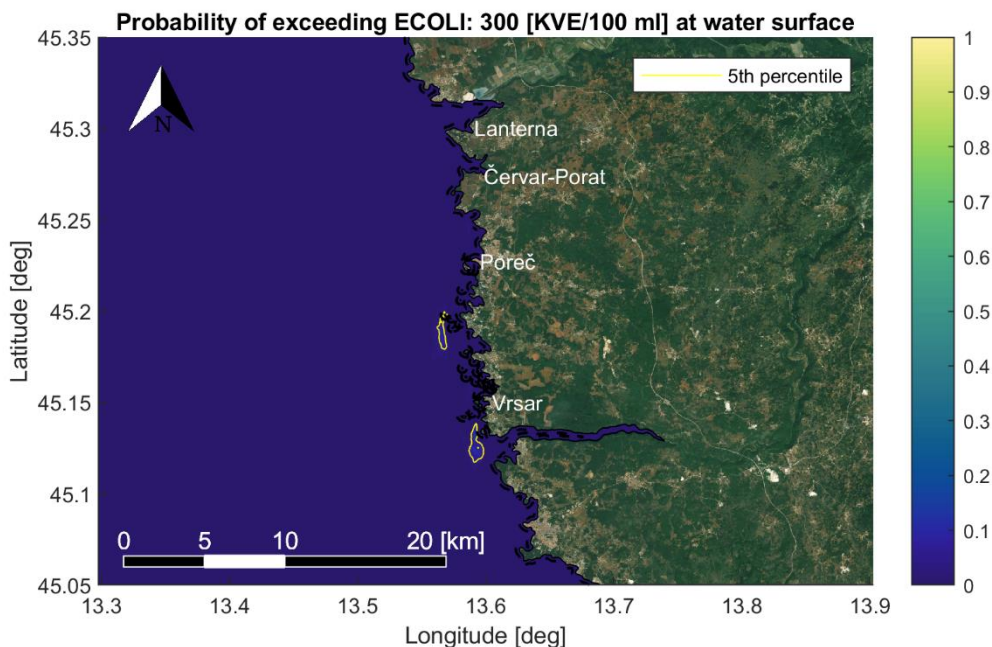 Probability of exceeding ECOLI: 300 [KVE/100 ml] at water surface
45.35
45.3
45.25
45.2
45.15
45.1
45.05
Latitude [deg]
N
5th percentile
Lanterna
Červar-Porat
Poreč
Vrsar
0 5 10 20 [km]
13.3 13.4 13.5 13.6 13.7 13.8 13.9
Longitude [deg]
1
0.9
0.8
0.7
0.6
0.5
0.4
0.3
0.2
0.1
0